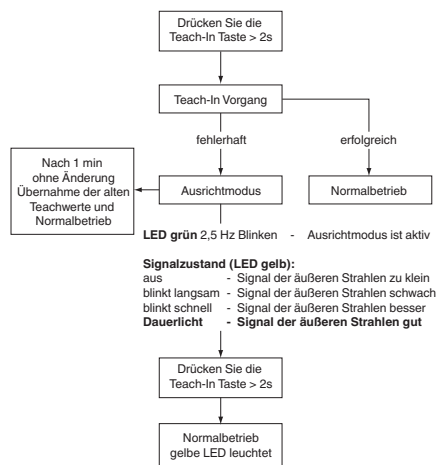 Drücken Sie die
Teach-In Taste > 2s
Teach-In Vorgang
fehlerhaft
erfolgreich
Nach 1 min
ohne Änderung
Übernahme der alten
Teachwerte und
Normalbetrieb
Ausrichtmodus
Normalbetrieb
LED grün 2,5 Hz Blinken - Ausrichtmodus ist aktiv
Signalzustand (LED gelb):
aus - Signal der äußeren Strahlen zu klein
blinkt langsam - Signal der äußeren Strahlen schwach
blinkt schnell - Signal der äußeren Strahlen besser
Dauerlicht - Signal der äußeren Strahlen gut
Drücken Sie die
Teach-In Taste > 2s
Normalbetrieb
gelbe LED leuchtet